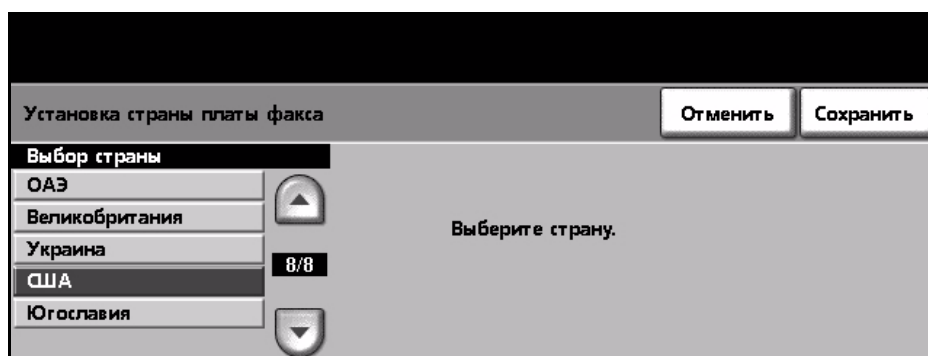 Установка страны платы факса
Отменить
Сохранить
Выбор страны
ОАЭ
Великобритания
Украина
США
Югославия
8/8
Выберите страну.